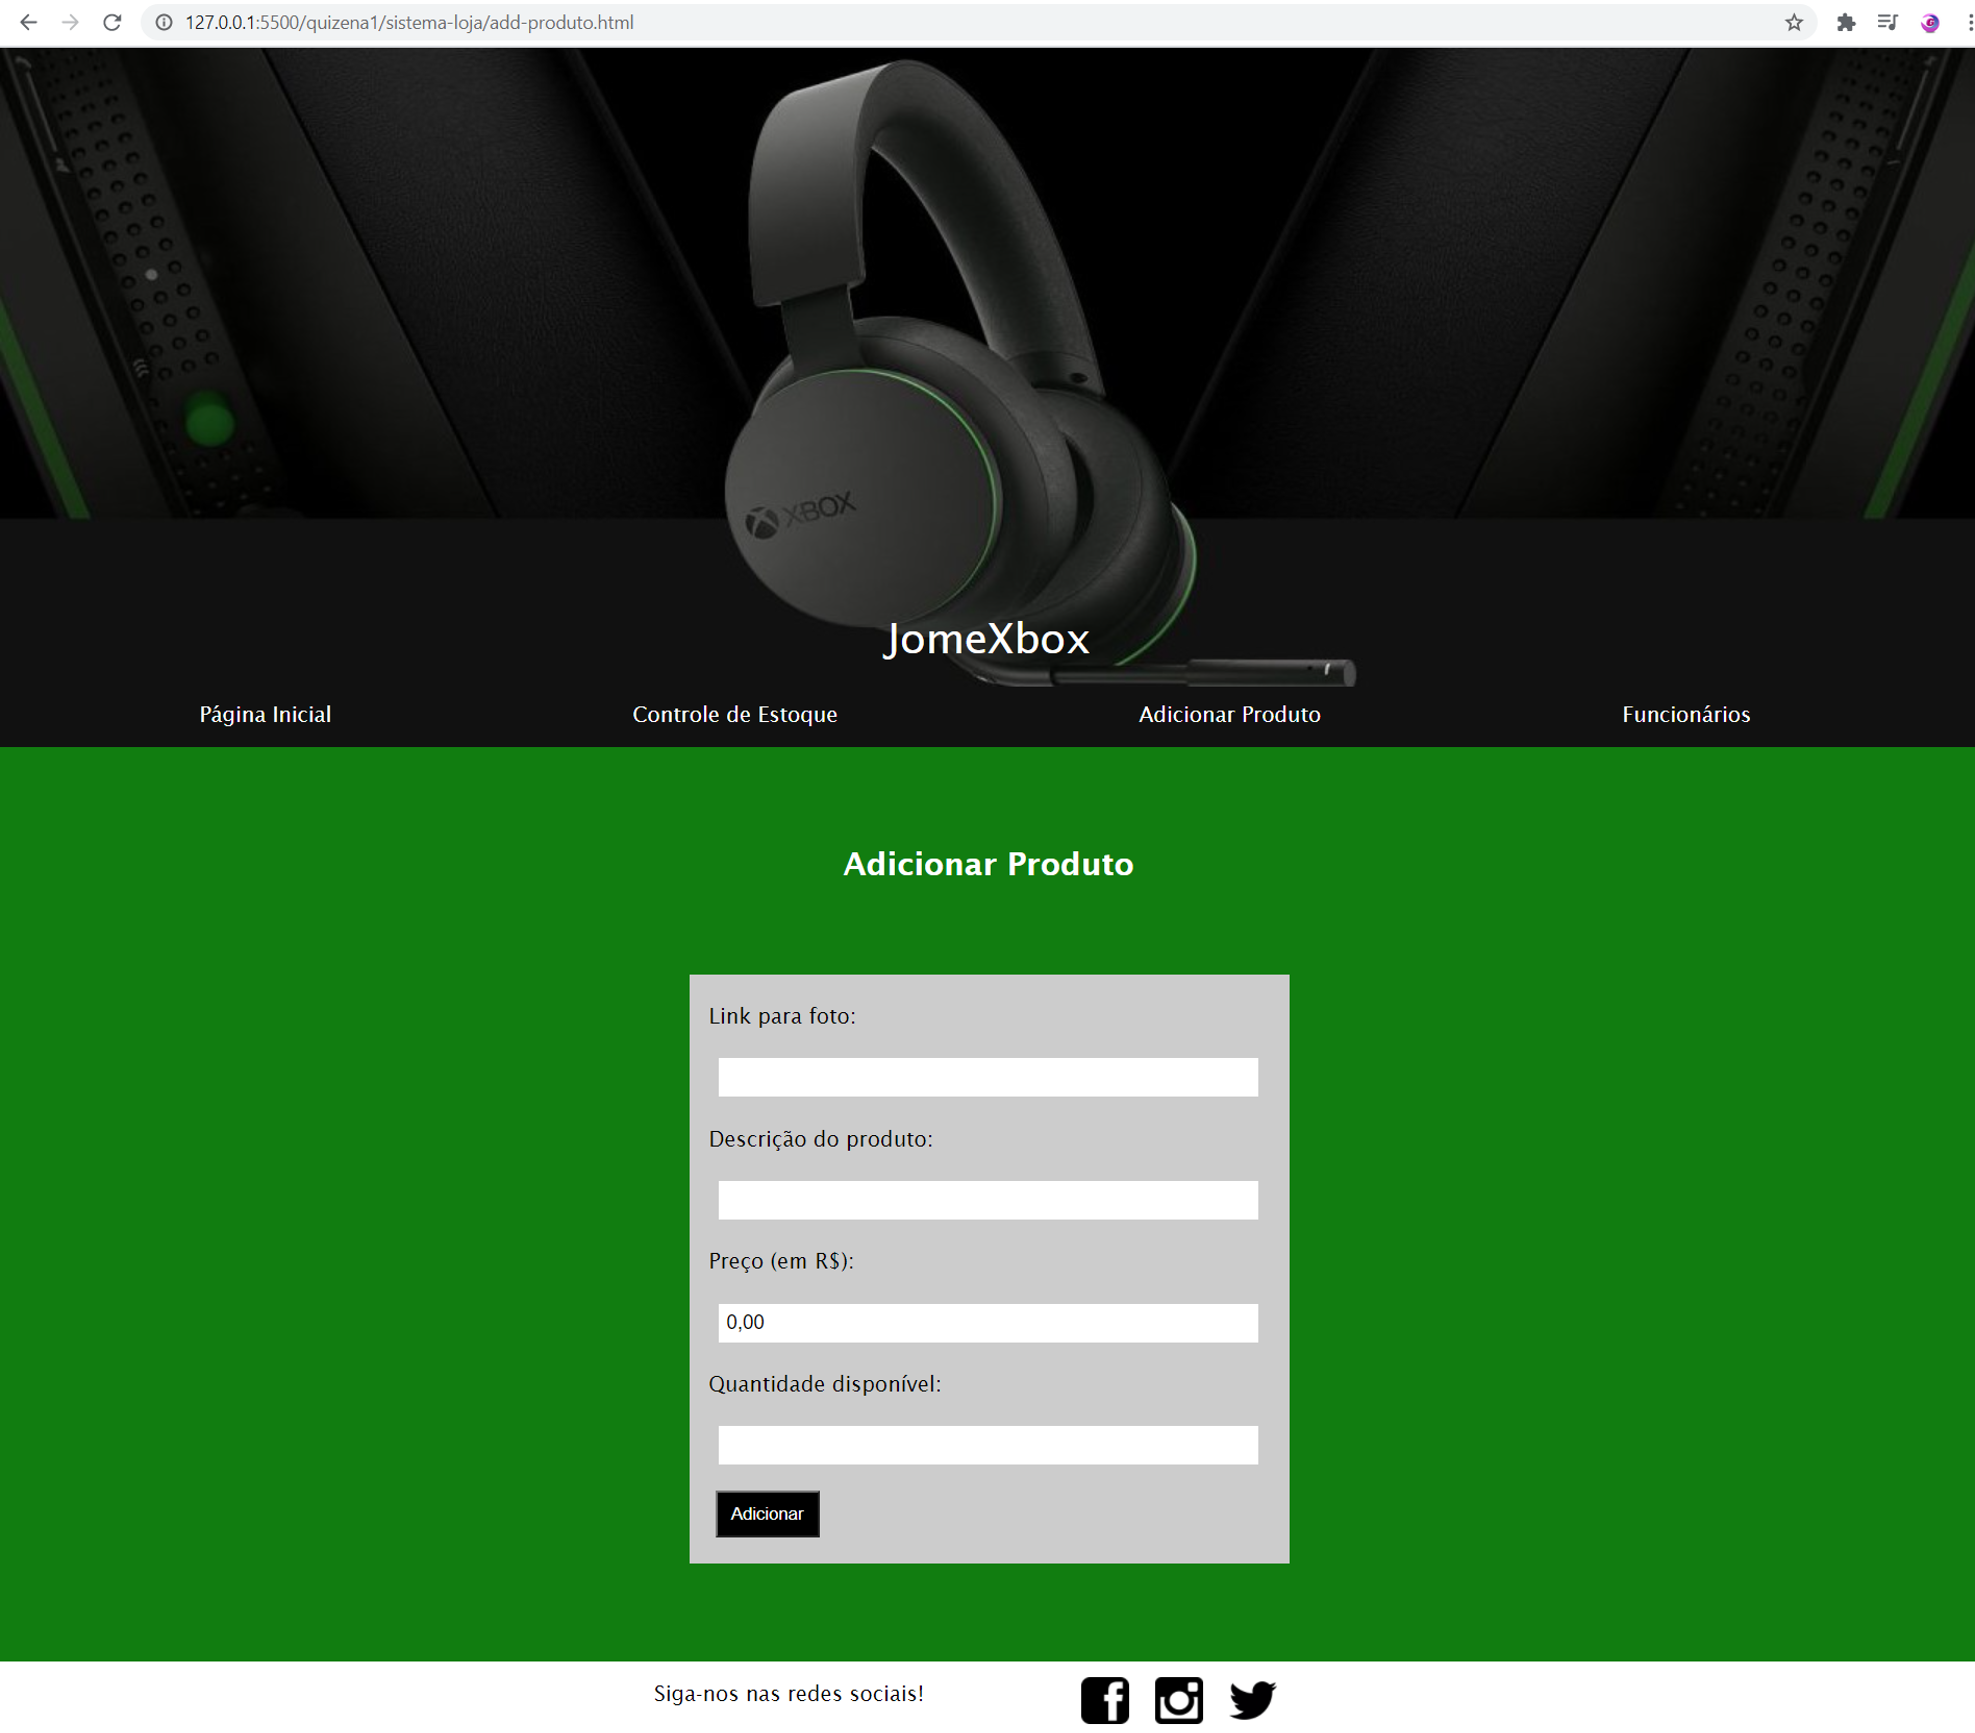 127.0.0.1:5500/quizena1/sistema-loja/add-produto.html
XBOX
JomeXbox
Página Inicial Controle de Estoque Adicionar Produto Funcionários
Adicionar Produto
Link para foto:
Descrição do produto:
Preço (em R$):
0,00
Quantidade disponível:
Adicionar
Siga-nos nas redes sociais!